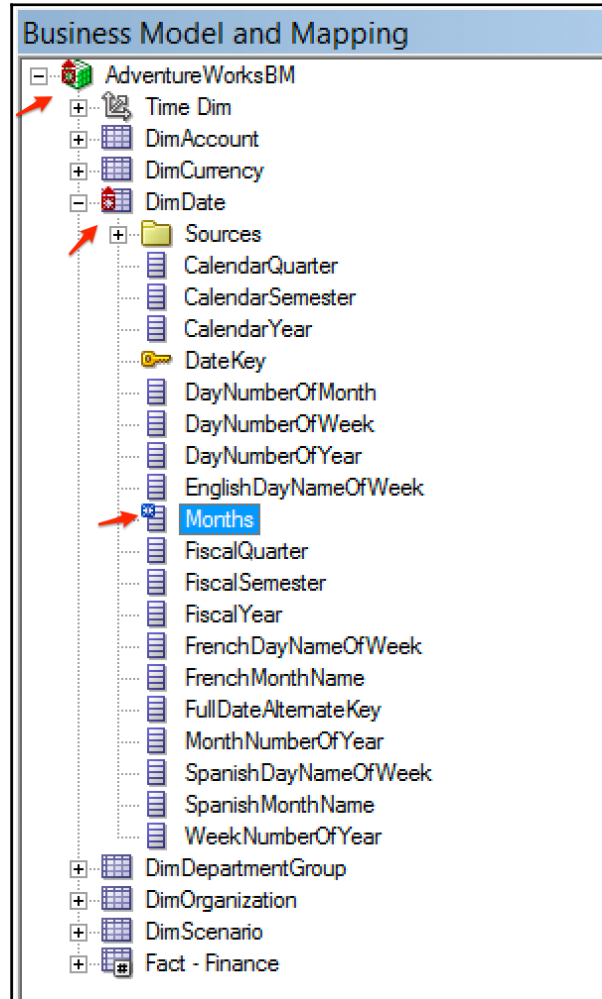 Business Model and Mapping
AdventureWorksBM
Time Dim
DimAccount
DimCurrency
DimDate
Sources
CalendarQuarter
CalendarSemester
CalendarYear
DateKey
DayNumberOfMonth
DayNumberOfWeek
DayNumberOfYear
EnglishDayNameOfWeek
Months
FiscalQuarter
FiscalSemester
FiscalYear
FrenchDayNameOfWeek
FrenchMonthName
FullDateAlternateKey
MonthNumberOfYear
SpanishDayNameOfWeek
SpanishMonthName
WeekNumberOfYear
DimDepartmentGroup
DimOrganization
DimScenario
Fact - Finance